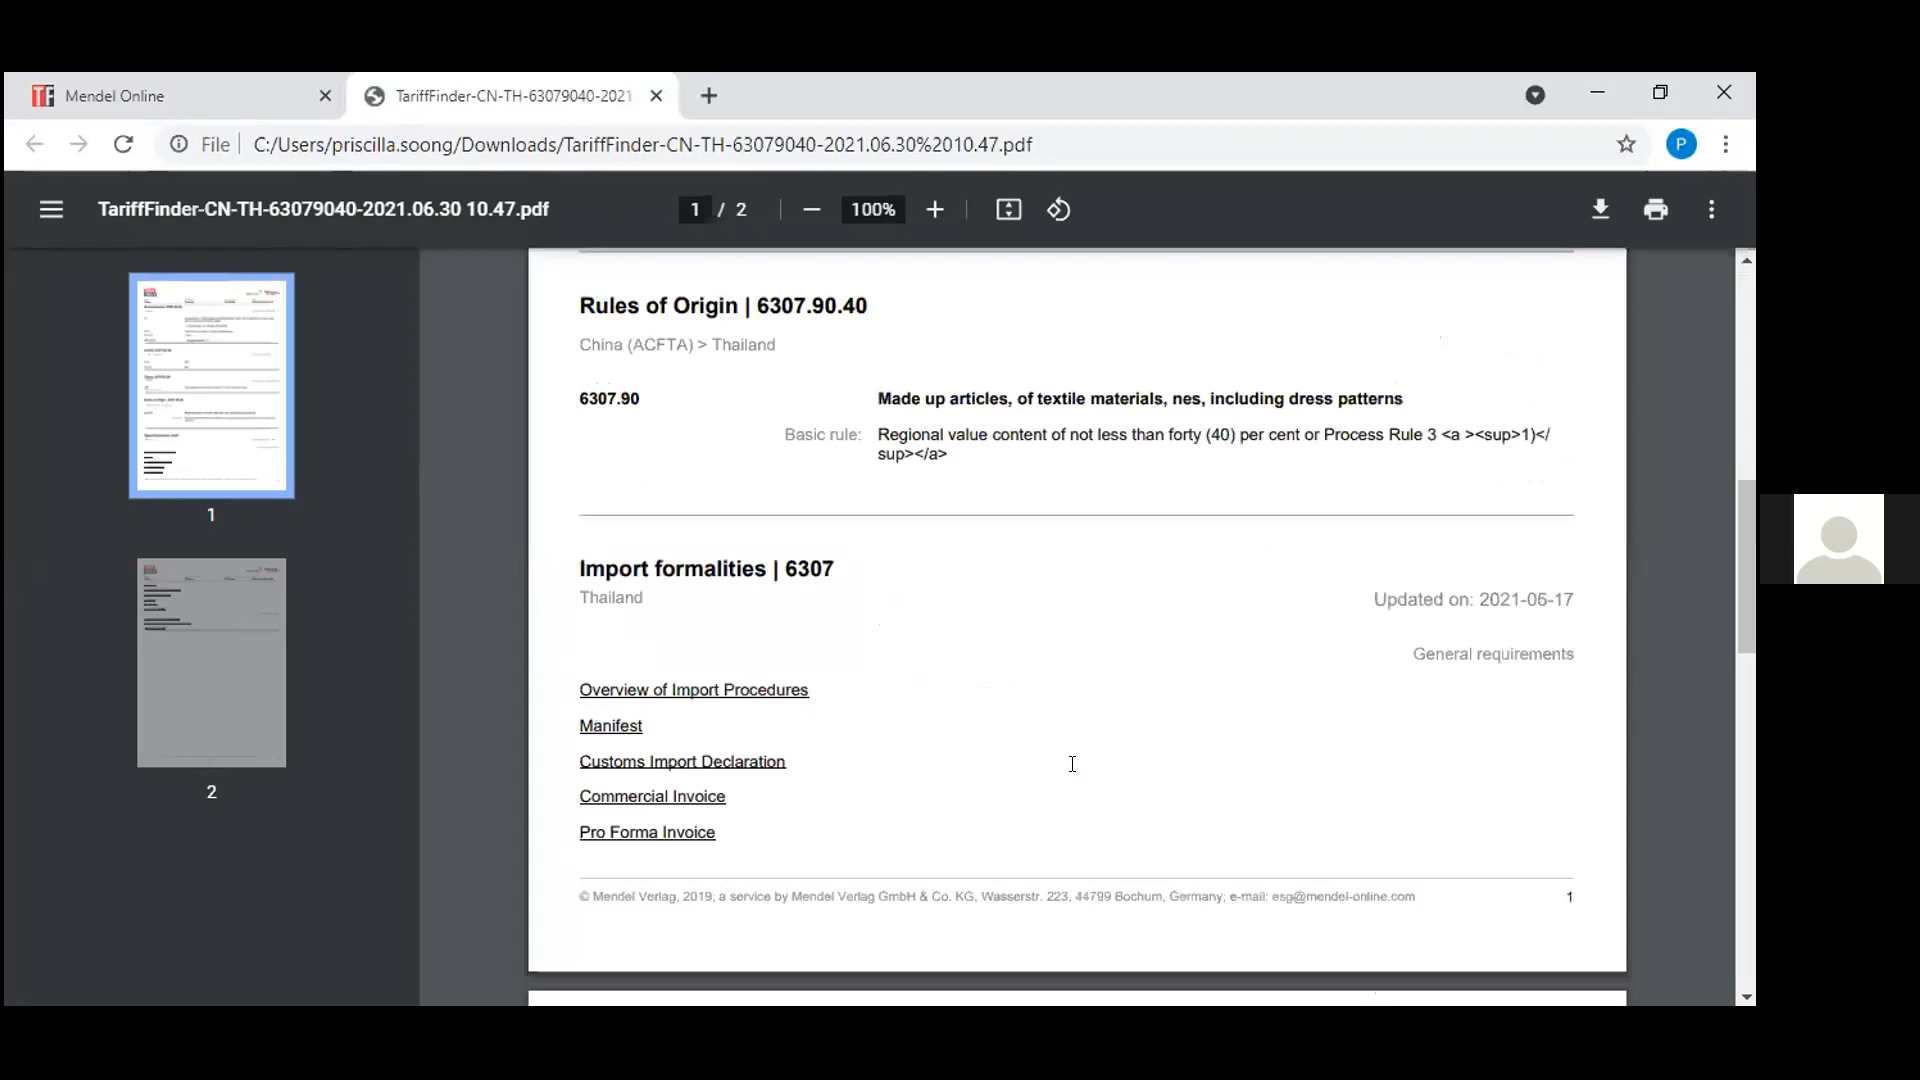 Mendel Online
TariffFinder-CN-TH-63079040-2021
File
C:/Users/priscilla.soong/Downloads/TariffFinder-CN-TH-63079040-2021.06.30%2010.47.pdf
P
TariffFinder-CN-TH-63079040-2021.06.30 10.47.pdf
1 / 2
100%
Rules of Origin | 6307.90.40
China (ACFTA) > Thailand
6307.90
Made up articles, of textile materials, nes, including dress patterns
Basic rule:
Regional value content of not less than forty (40) per cent or Process Rule 3 <a ><sup>1)</
sup></a>
Import formalities | 6307
Thailand
Updated on: 2021-06-17
General requirements
Overview of Import Procedures
Manifest
Customs Import Declaration
Commercial Invoice
Pro Forma Invoice
© Mendel Verlag, 2019; a service by Mendel Verlag GmbH & Co. KG, Wasserstr. 223, 44799 Bochum, Germany; e-mail: esg@mendel-online.com
1
1
2